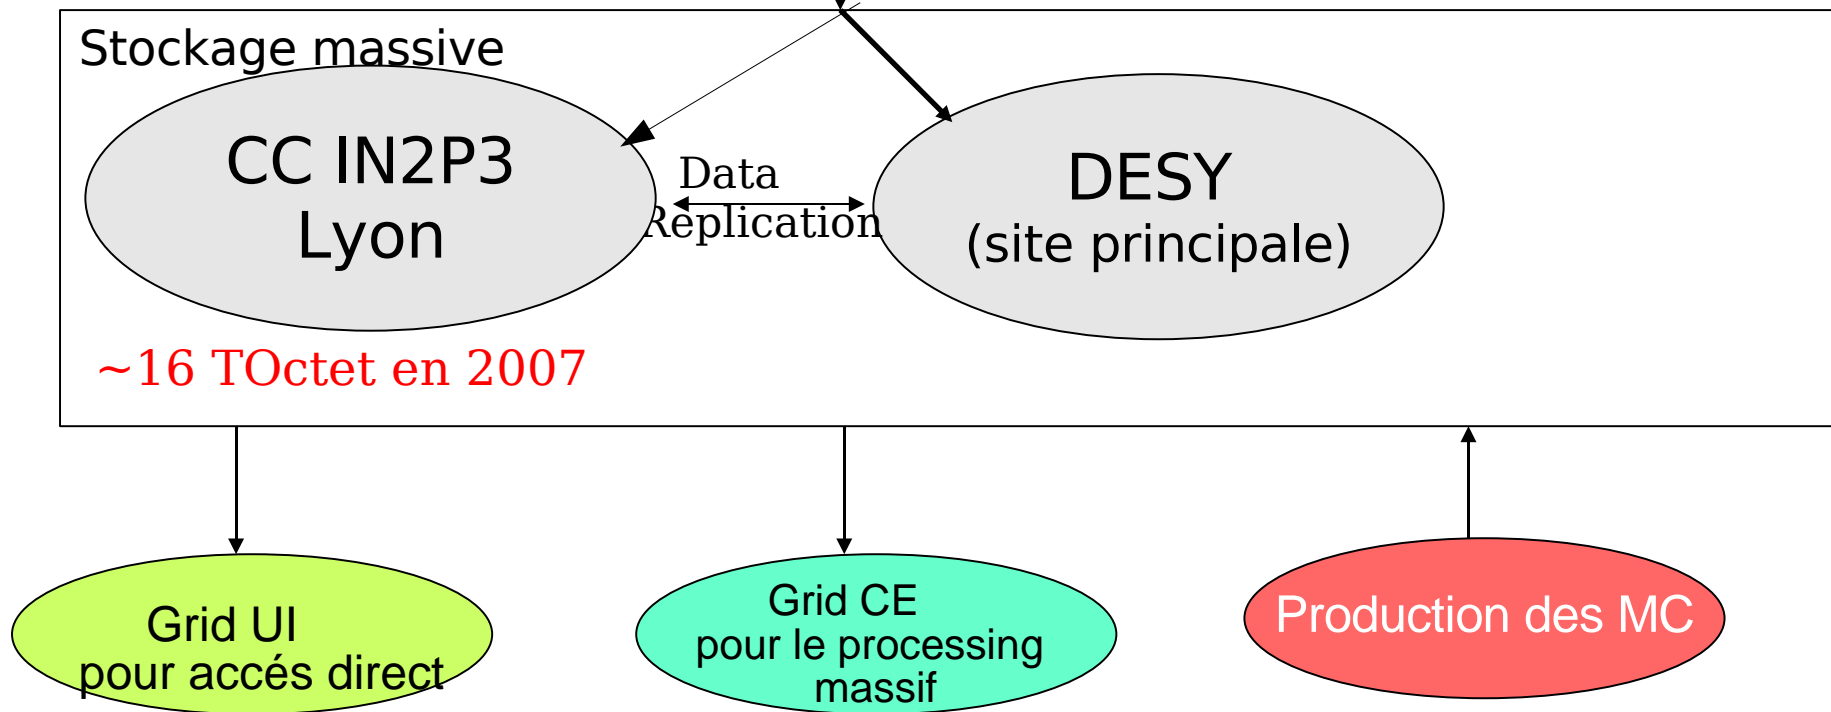 Stockage massive
CC IN2P3
Lyon
Data
Replication
DESY
(site principale)
~16 TOctet en 2007
Grid UI
pour accés direct
Grid CE
pour le processing
massif
Production des MC